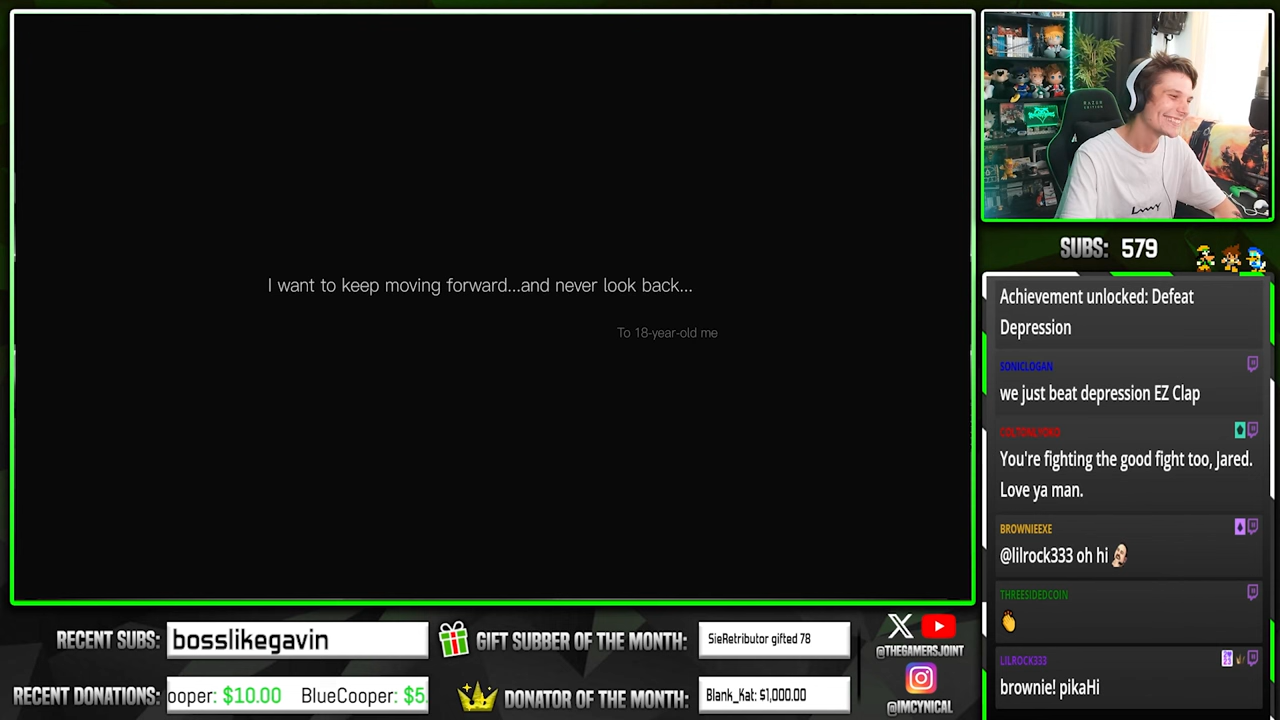 I want to keep moving forward...and never look back...
To 18-year-old me
RAZER
SUBS: 579
Achievement unlocked: Defeat
Depression
SONICLOGAN
we just beat depression EZ Clap
COLTONLYOKO
You're fighting the good fight too, Jared.
Love ya man.
BROWNIEEXE
@lilrock333 oh hi
THREESIDEDCOIN
LILROCK333
brownie! pikaHi
RECENT SUBS: bosslikegavin
GIFT SUBBER OF THE MONTH: SieRetributor gifted 78
@THEGAMERSJOINT
RECENT DONATIONS: ooper: $10.00 BlueCooper: $5.
DONATOR OF THE MONTH: Blank_Kat: $1,000.00
@IMCYNICAL